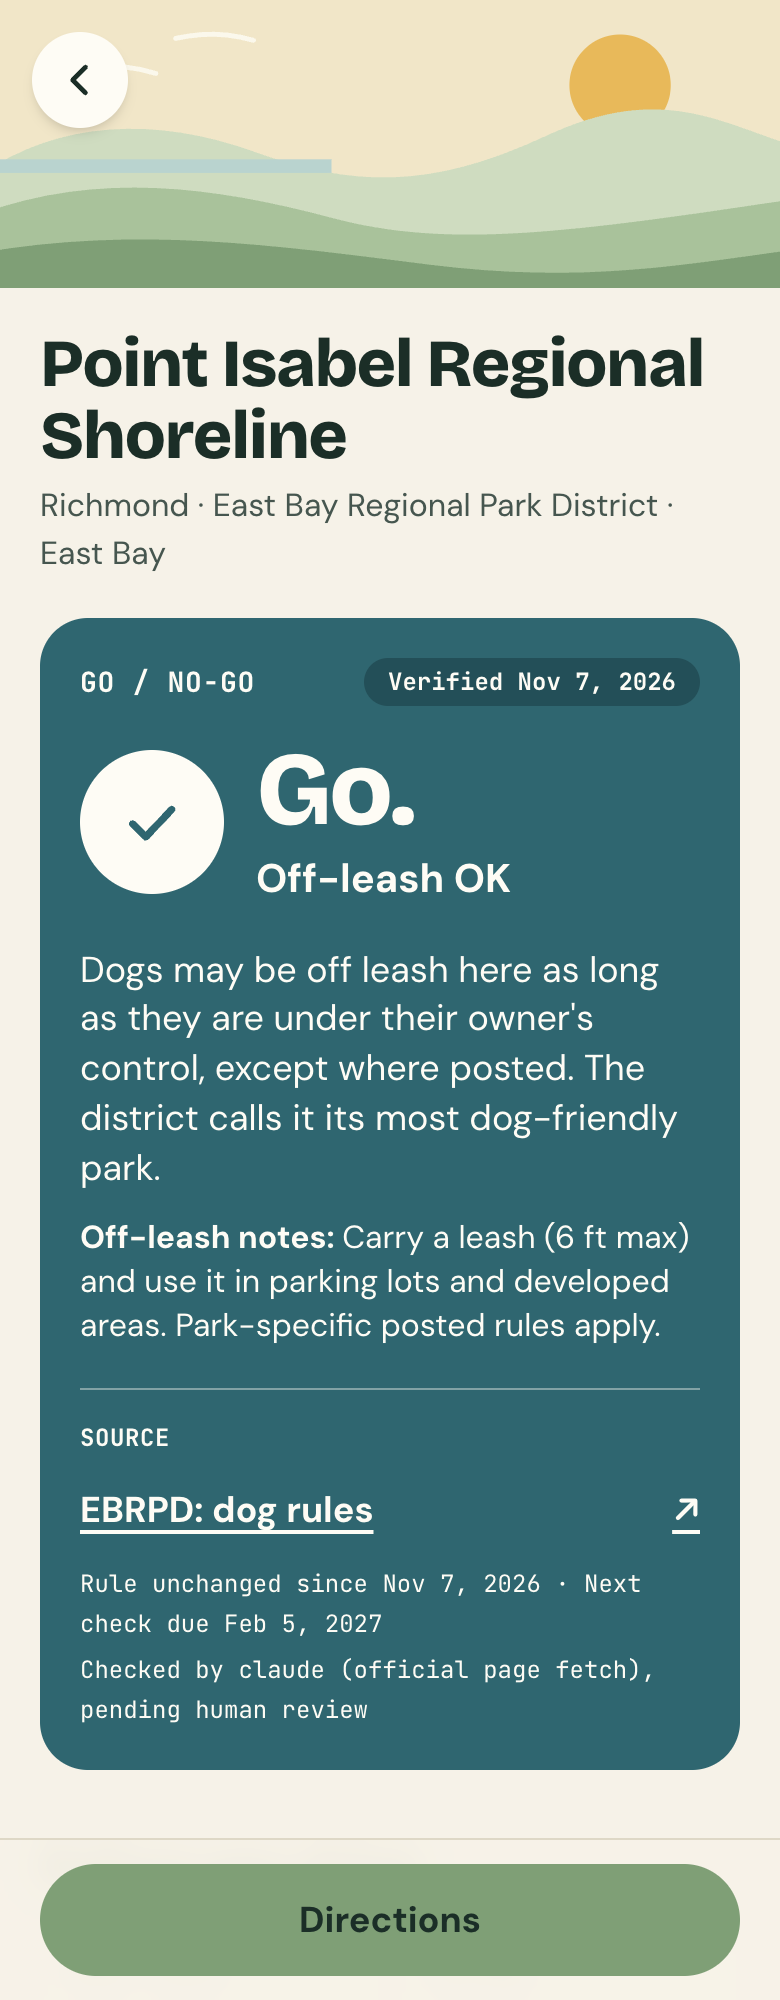 Point Isabel Regional
Shoreline
Richmond · East Bay Regional Park District ·
East Bay
GO / NO-GO
Verified Nov 7, 2026
Go.
Off-leash OK
Dogs may be off leash here as long
as they are under their owner's
control, except where posted. The
district calls it its most dog-friendly
park.
Off-leash notes: Carry a leash (6 ft max)
and use it in parking lots and developed
areas. Park-specific posted rules apply.
SOURCE
EBRPD: dog rules
Rule unchanged since Nov 7, 2026 · Next
check due Feb 5, 2027
Checked by claude (official page fetch),
pending human review
Directions